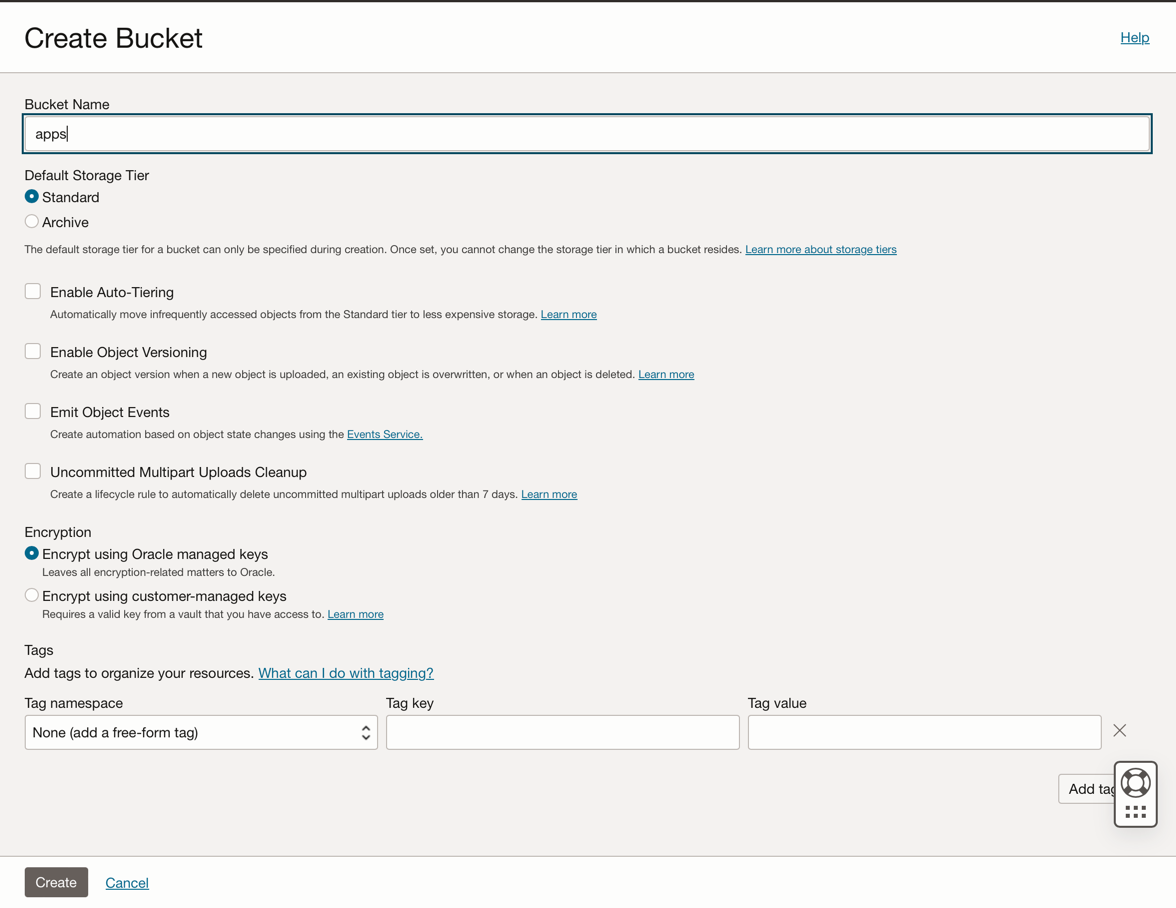 Create Bucket
Help
Bucket Name
apps
Default Storage Tier
Standard
Archive
The default storage tier for a bucket can only be specified during creation. Once set, you cannot change the storage tier in which a bucket resides. Learn more about storage tiers
Enable Auto-Tiering
Automatically move infrequently accessed objects from the Standard tier to less expensive storage. Learn more
Enable Object Versioning
Create an object version when a new object is uploaded, an existing object is overwritten, or when an object is deleted. Learn more
Emit Object Events
Create automation based on object state changes using the Events Service.
Uncommitted Multipart Uploads Cleanup
Create a lifecycle rule to automatically delete uncommitted multipart uploads older than 7 days. Learn more
Encryption
Encrypt using Oracle managed keys
Leaves all encryption-related matters to Oracle.
Encrypt using customer-managed keys
Requires a valid key from a vault that you have access to. Learn more
Tags
Add tags to organize your resources. What can I do with tagging?
Tag namespace Tag key Tag value
None (add a free-form tag)
Add tag
Create Cancel